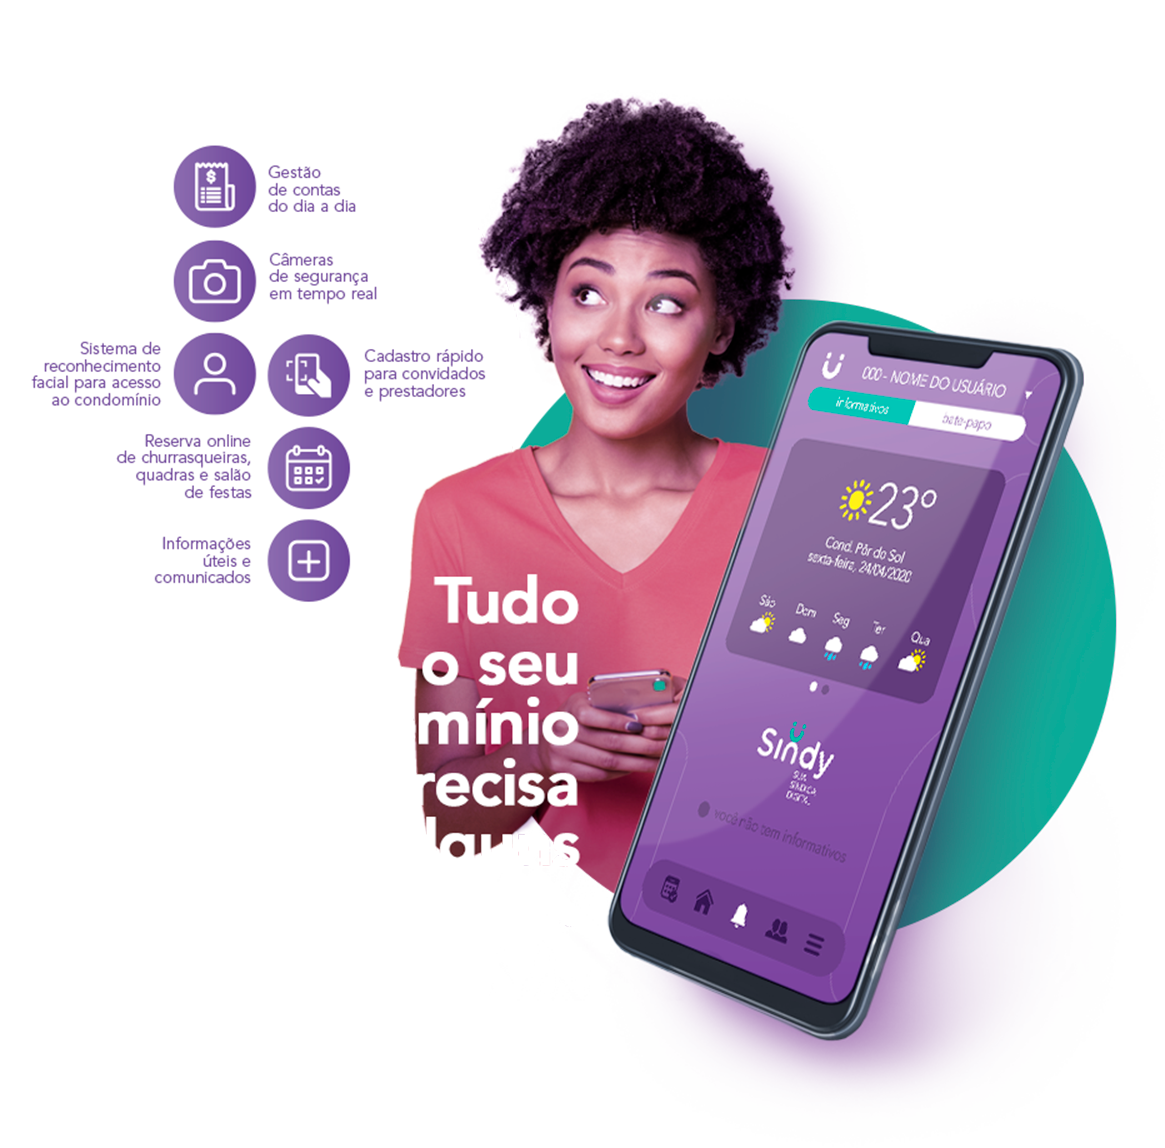 Gestão
de contas
do dia a dia
Câmeras
de segurança
em tempo real
Sistema de
reconhecimento
facial para acesso
ao condomínio
Cadastro rápido
para convidados
e prestadores
Reserva online
de churrasqueiras,
quadras e salão
de festas
Informações
úteis e
comunicados
Tudo
o seu
mínio
recisa
000 - NOME DO USUÁRIO
informativos
bate-papo
23°
Cond. Pôr do Sol
sexta-feira, 24/04/2020
Sáb Dom Seg Ter Qua
Sindy
SUA
SÍNDICA
DIGITAL
você não tem informativos